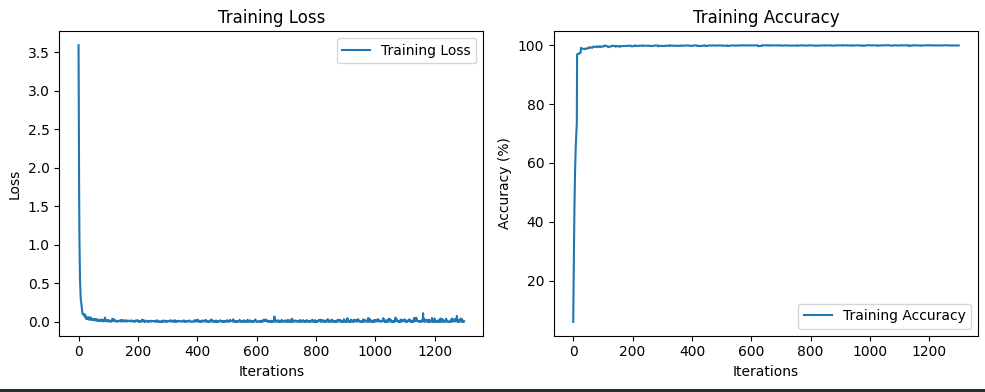 Training Loss
Training Loss
3.5
3.0
2.5
2.0
1.5
1.0
0.5
0.0
Loss
0 200 400 600 800 1000 1200
Iterations
Training Accuracy
100
80
60
40
20
Accuracy (%)
Training Accuracy
0 200 400 600 800 1000 1200
Iterations